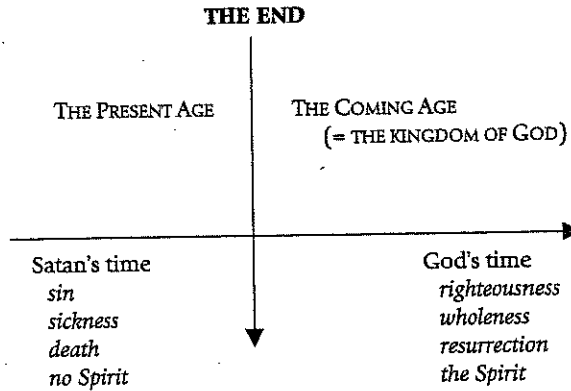 THE END
THE PRESENT AGE
THE COMING AGE
(= THE KINGDOM OF GOD)
Satan's time
sin
sickness
death
no Spirit
God's time
righteousness
wholeness
resurrection
the Spirit